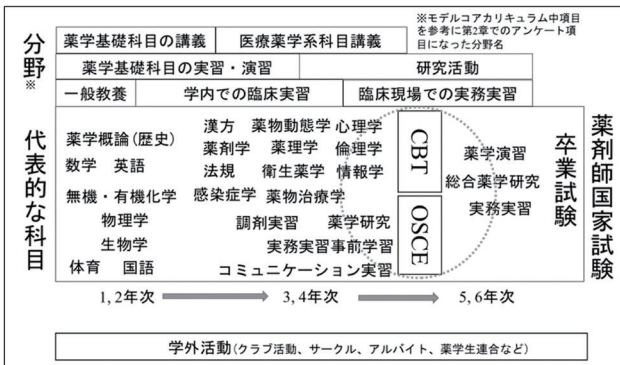 ※モデルコアカリキュラム中項目
を参考に第2章でのアンケート項
目になった分野名
分野※
薬学基礎科目の講義 医療薬学系科目講義
薬学基礎科目の実習・演習 研究活動
一般教養 学内での臨床実習 臨床現場での実務実習
代表的な科目
漢方 薬物動態学 心理学
薬学概論(歴史) 薬剤学 薬理学 倫理学
数学 英語 法規 衛生薬学 情報学
無機・有機化学 感染症学 薬物治療学
物理学 調剤実習 薬学研究
生物学 実務実習事前学習
体育 国語 コミュニケーション実習
CBT
OSCE
薬学演習
総合薬学研究
実務実習
卒業試験
薬剤師国家試験
1,2年次 3,4年次 5,6年次
学外活動(クラブ活動、サークル、アルバイト、薬学生連合など)